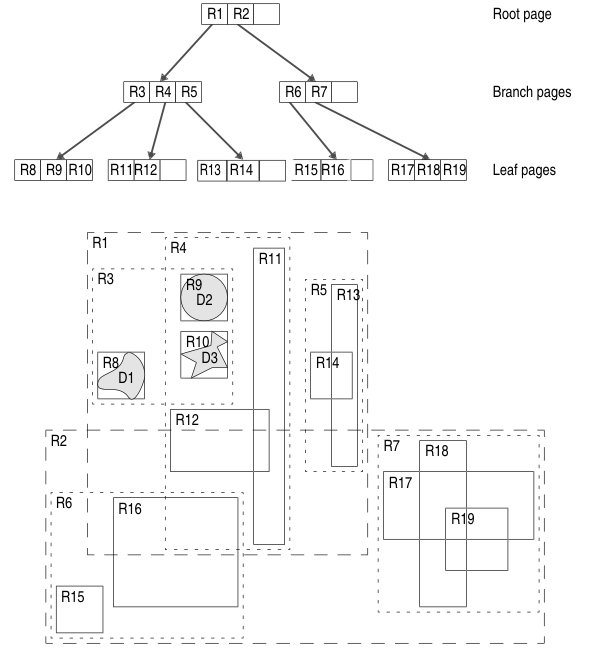 R1 R2 Root page
R3 R4 R5 R6 R7 Branch pages
R8 R9 R10 R11 R12 R13 R14 R15 R16 R17 R18 R19 Leaf pages
R1 R4
R11
R3 R9 R5 R13
D2
R10
D3
R8 R14
D1
R12
R2 R7 R18
R17
R6 R16
R19
R15